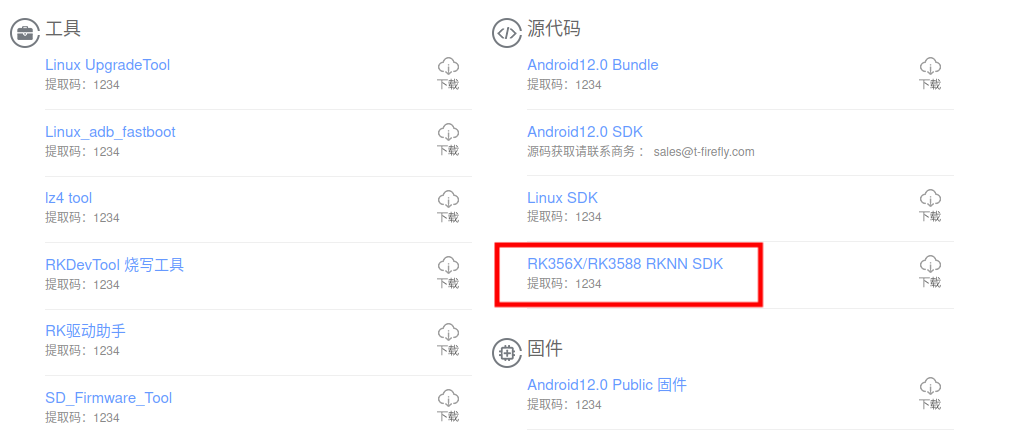 工具
Linux UpgradeTool
提取码：1234
下载
Linux_adb_fastboot
提取码：1234
下载
lz4 tool
提取码：1234
下载
RKDevTool 烧写工具
提取码：1234
下载
RK驱动助手
提取码：1234
下载
SD_Firmware_Tool
提取码：1234
下载
源代码
Android12.0 Bundle
提取码：1234
下载
Android12.0 SDK
源码获取请联系商务： sales@t-firefly.com
Linux SDK
提取码：1234
下载
RK356X/RK3588 RKNN SDK
提取码：1234
下载
固件
Android12.0 Public 固件
提取码：1234
下载